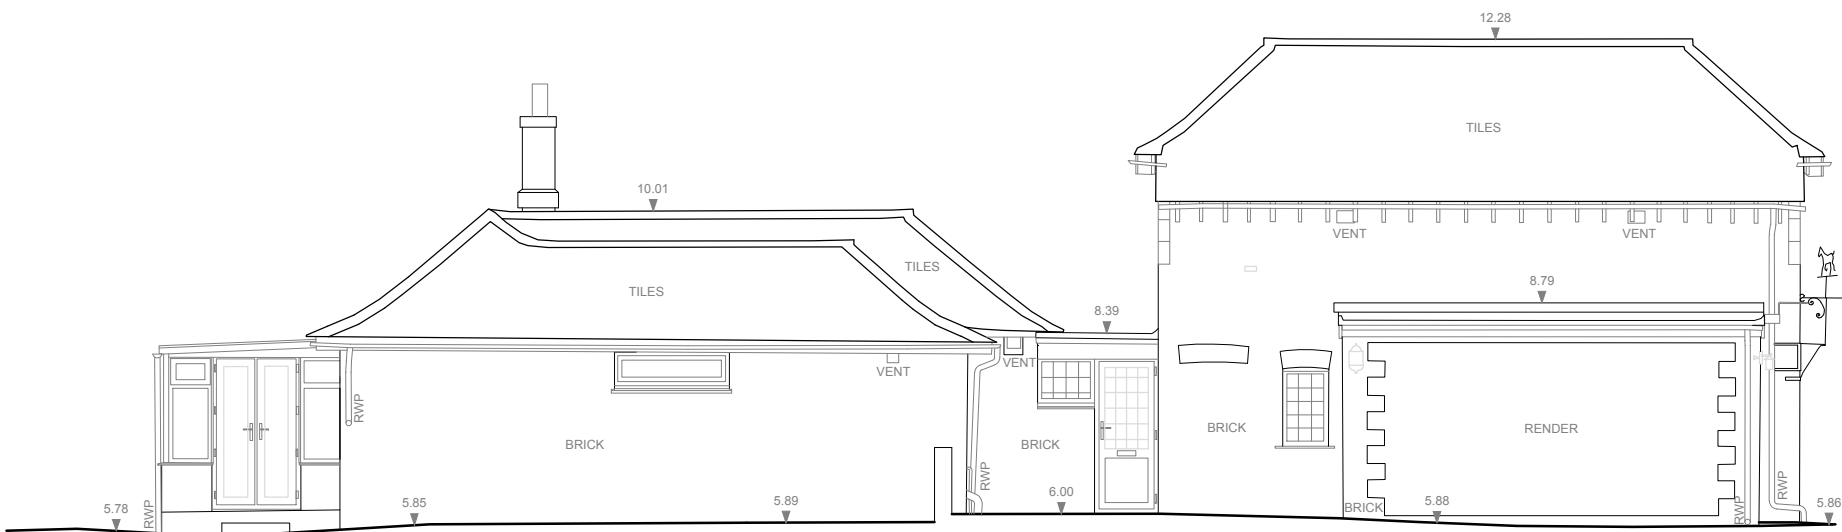 12.28
TILES
10.01
VENT
VENT
TILES
TILES
8.79
8.39
VENT
VENT
RWP
BRICK
BRICK
BRICK
RENDER
RWP
RWP
5.78
RWP
5.85
5.89
6.00
BRICK
5.88
RWP
5.86